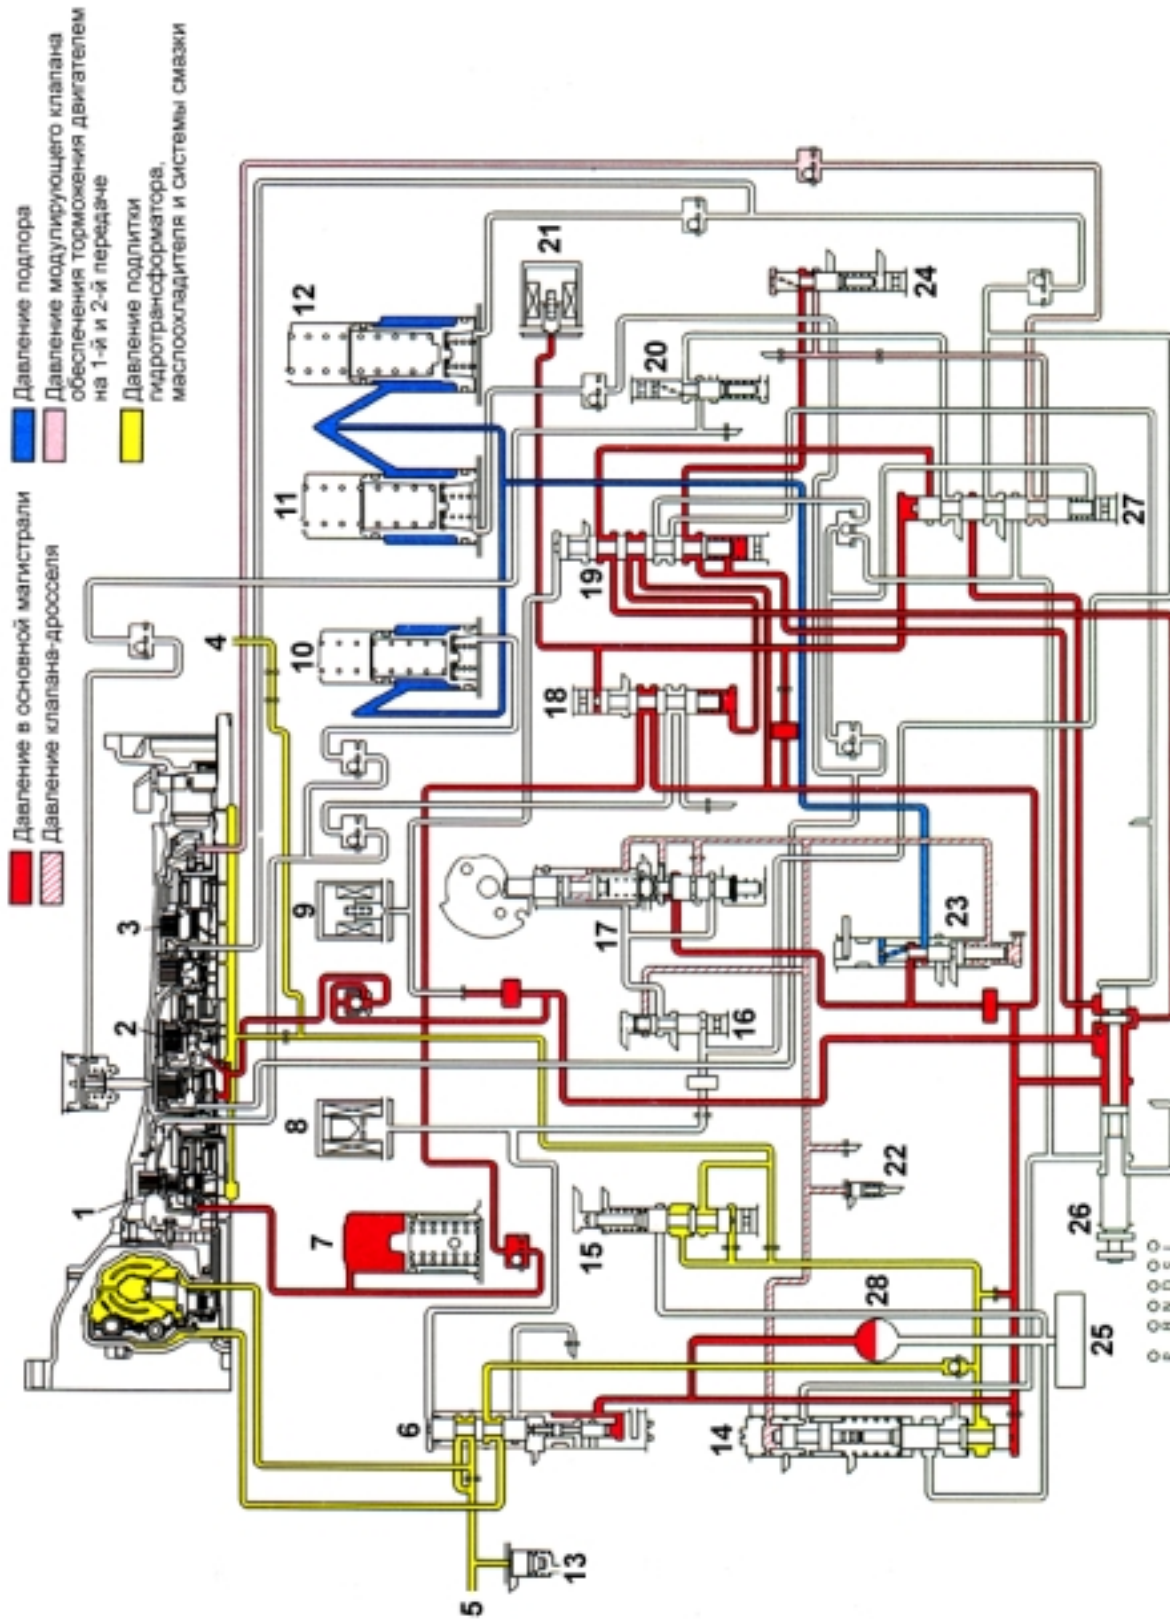 Давление в основной магистрали
Давление клапана-дросселя
Давление подпора
Давление модулирующего клапана
обеспечения торможения двигателем
на 1-й и 2-й передаче
Давление подпитки
гидротрансформатора,
маслоохладителя и системы смазки
1
2
3
4
5
6
7
8
9
10
11
12
13
14
15
16
17
18
19
20
21
22
23
24
25
26
27
28
P R N D